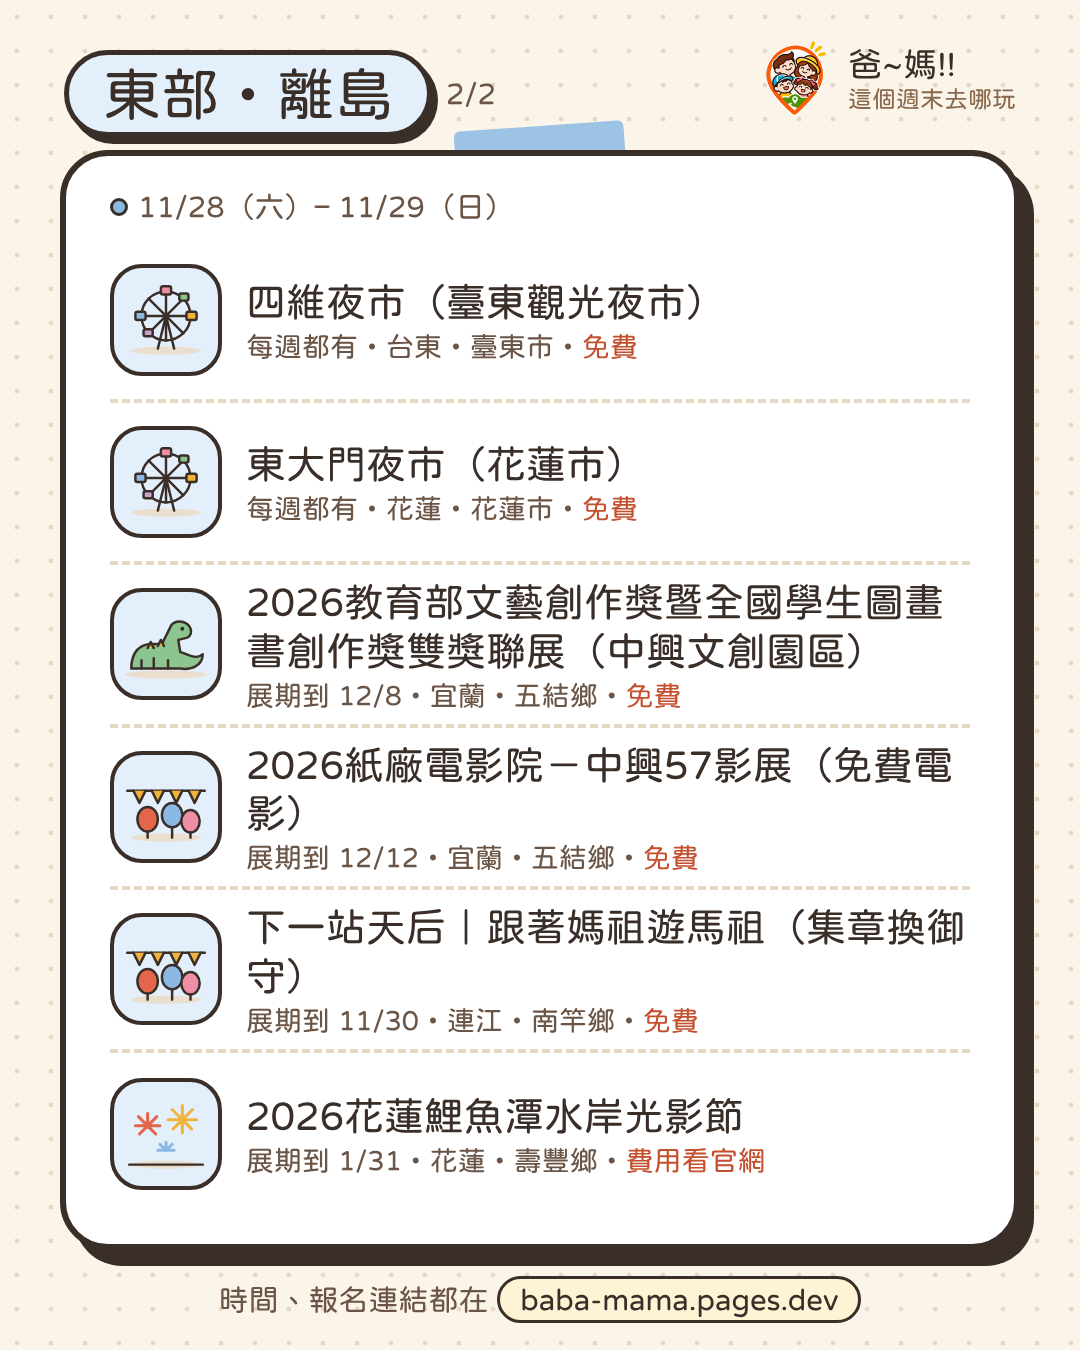 東部・離島
2/2
爸~媽!!
這個週末去哪玩
11/28（六）– 11/29（日）
四維夜市（臺東觀光夜市）
每週都有・台東・臺東市・免費
東大門夜市（花蓮市）
每週都有・花蓮・花蓮市・免費
2026教育部文藝創作獎暨全國學生圖畫
書創作獎雙獎聯展（中興文創園區）
展期到 12/8・宜蘭・五結鄉・免費
2026紙廠電影院－中興57影展（免費電
影）
展期到 12/12・宜蘭・五結鄉・免費
下一站天后｜跟著媽祖遊馬祖（集章換御
守）
展期到 11/30・連江・南竿鄉・免費
2026花蓮鯉魚潭水岸光影節
展期到 1/31・花蓮・壽豐鄉・費用看官網
時間、報名連結都在 baba-mama.pages.dev